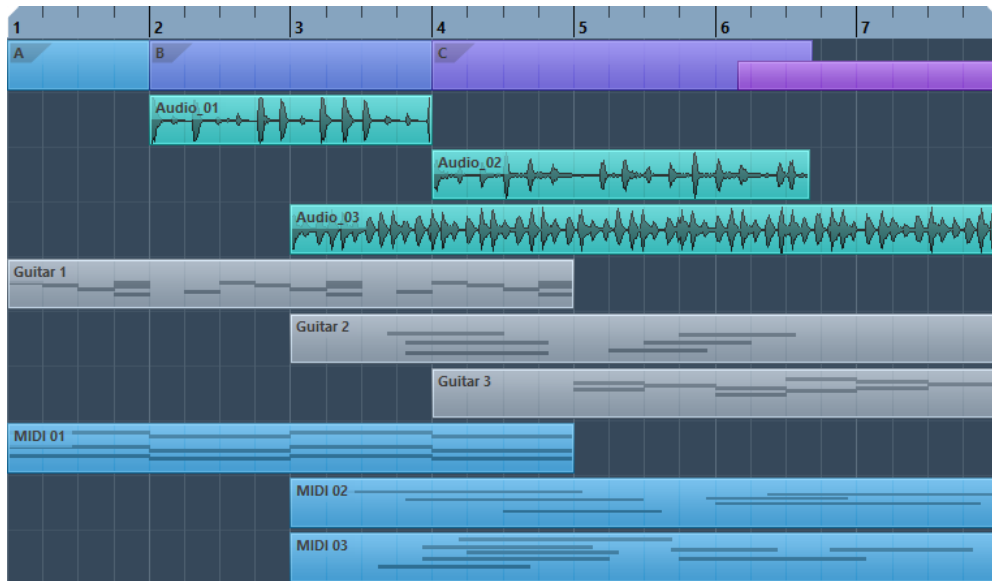 1 2 3 4 5 6 7
A B C
Audio_01
Audio_02
Audio_03
Guitar 1
Guitar 2
Guitar 3
MIDI 01
MIDI 02
MIDI 03